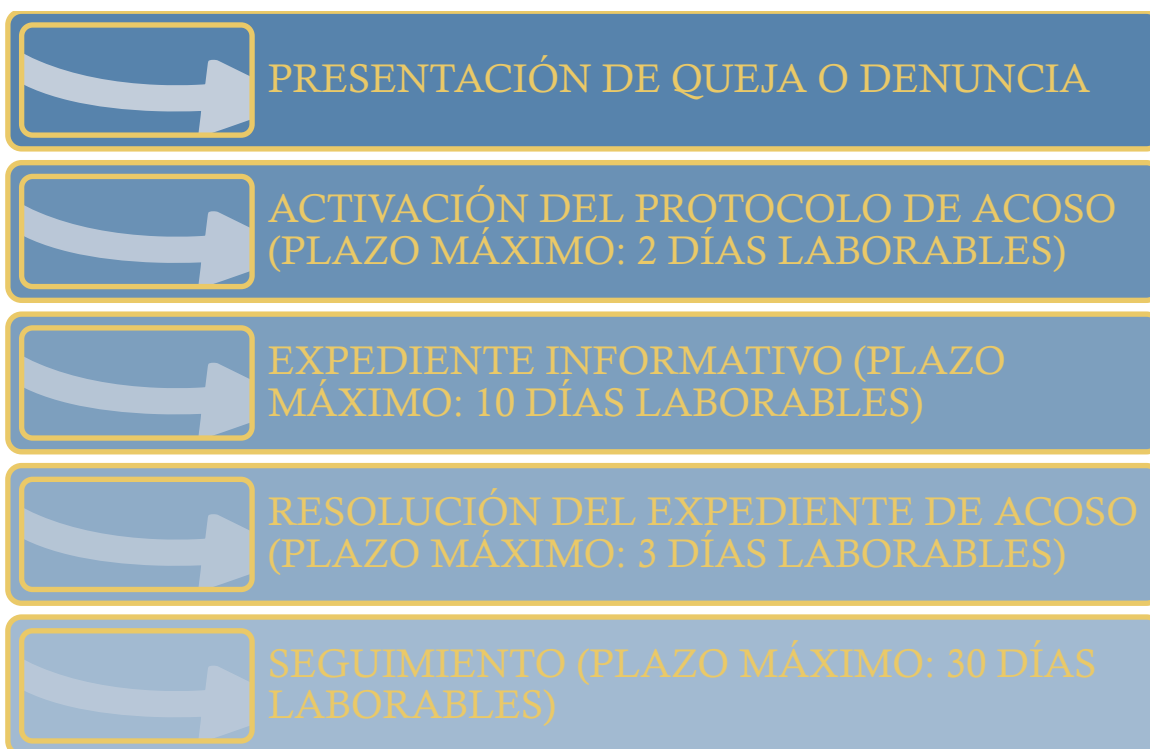 PRESENTACIÓN DE QUEJA O DENUNCIA
ACTIVACIÓN DEL PROTOCOLO DE ACOSO
(PLAZO MÁXIMO: 2 DÍAS LABORABLES)
EXPEDIENTE INFORMATIVO (PLAZO
MÁXIMO: 10 DÍAS LABORABLES)
RESOLUCIÓN DEL EXPEDIENTE DE ACOSO
(PLAZO MÁXIMO: 3 DÍAS LABORABLES)
SEGUIMIENTO (PLAZO MÁXIMO: 30 DÍAS
LABORABLES)